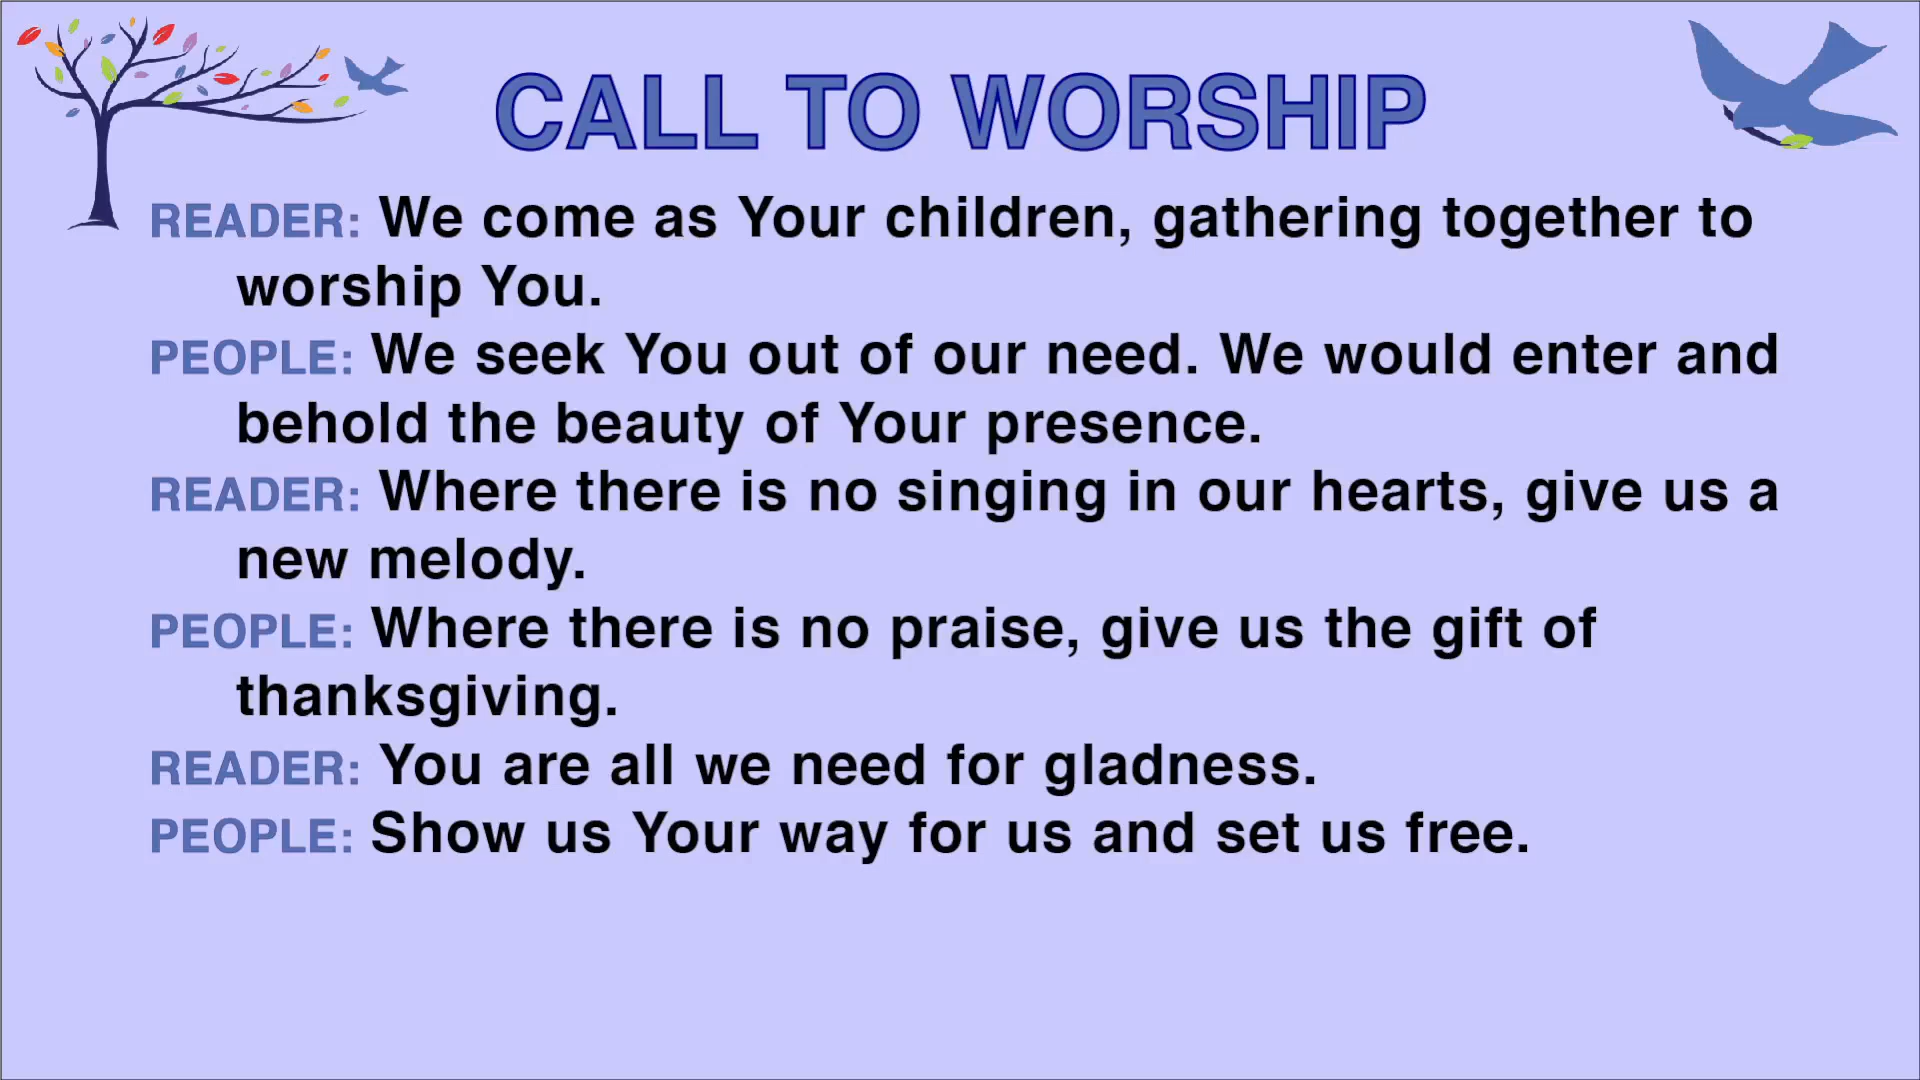 CALL TO WORSHIP
READER: We come as Your children, gathering together to
worship You.
PEOPLE: We seek You out of our need. We would enter and
behold the beauty of Your presence.
READER: Where there is no singing in our hearts, give us a
new melody.
PEOPLE: Where there is no praise, give us the gift of
thanksgiving.
READER: You are all we need for gladness.
PEOPLE: Show us Your way for us and set us free.